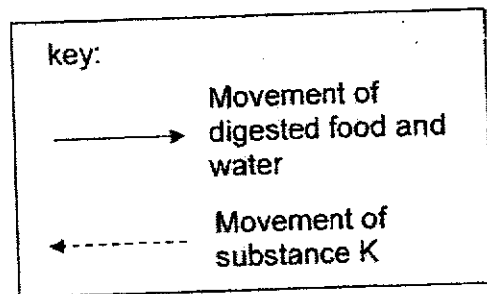 key:
Movement of
digested food and
water
Movement of
substance K